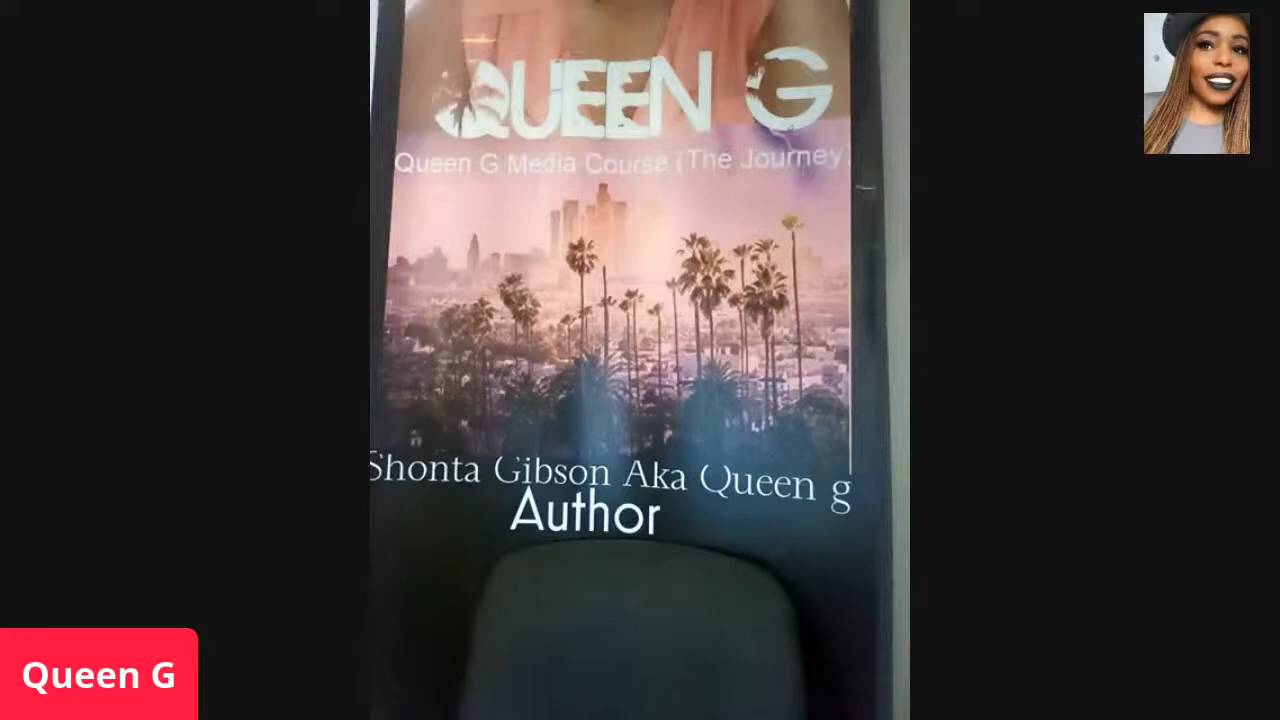 QUEEN G
Queen G Media Course (The Journey)
Shonta Gibson Aka Queen g
Author
Queen G